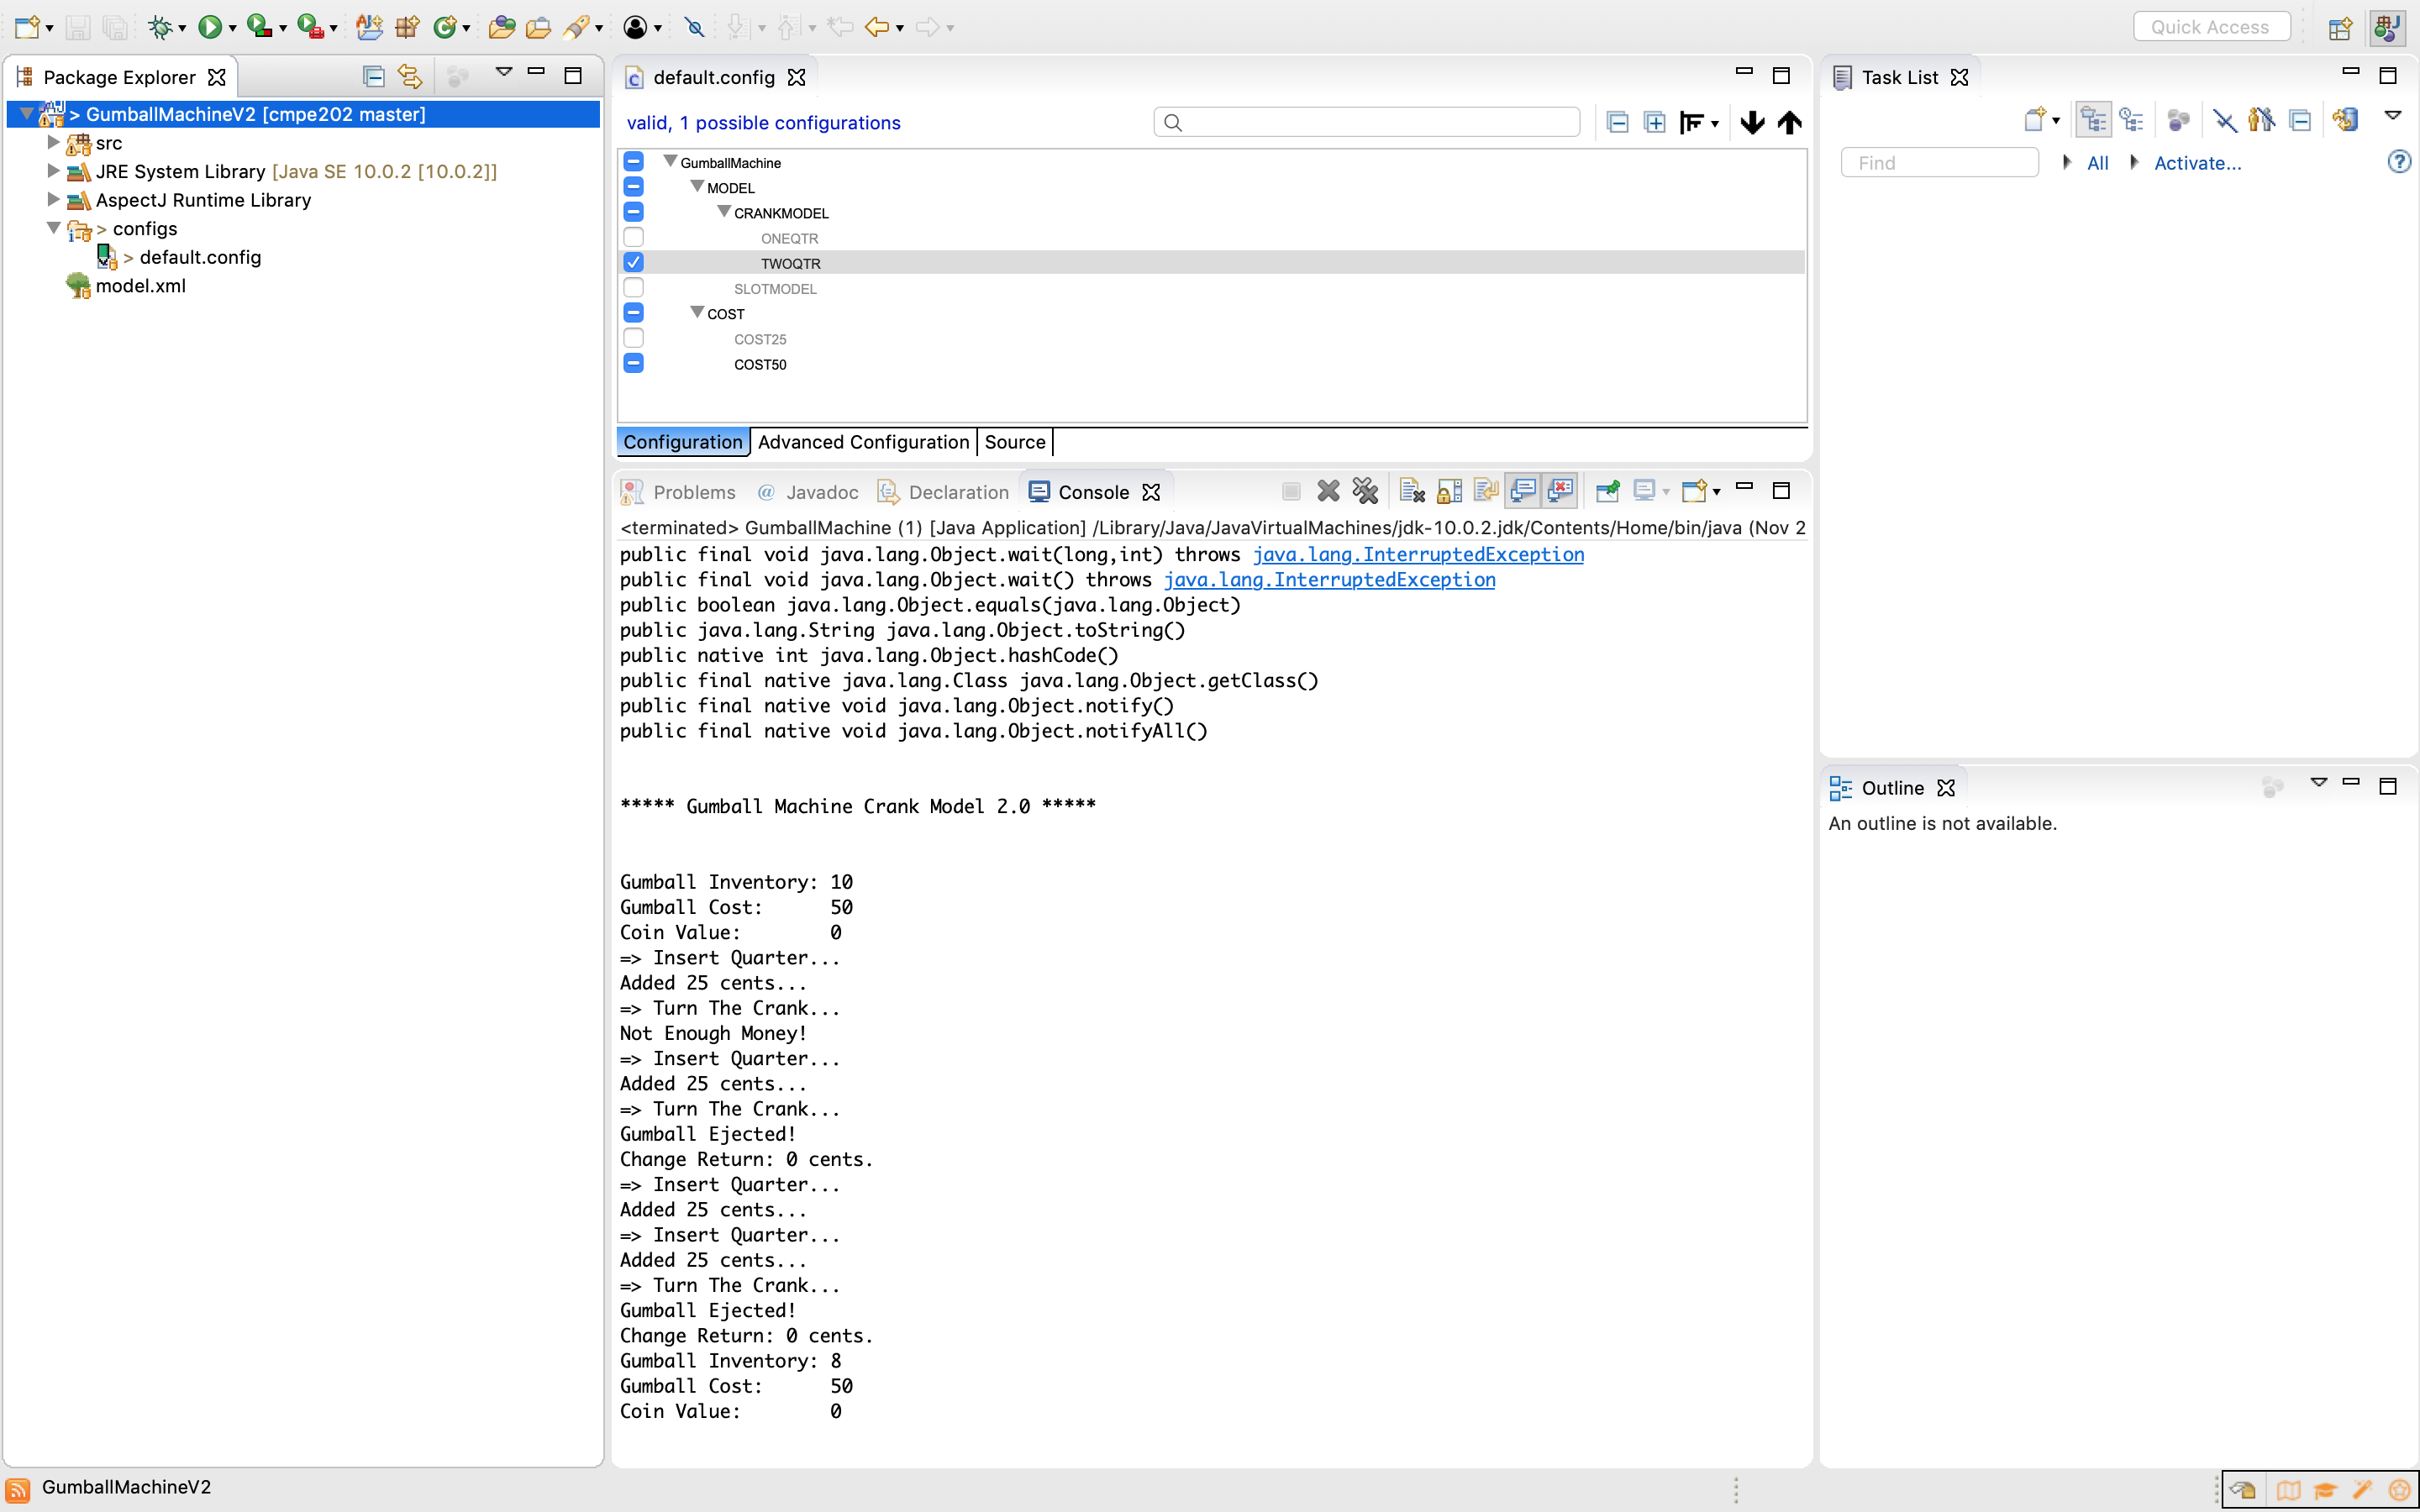 Quick Access
Package Explorer
> GumballMachineV2 [cmpe202 master]
src
JRE System Library [Java SE 10.0.2 [10.0.2]]
AspectJ Runtime Library
> configs
> default.config
model.xml
default.config
valid, 1 possible configurations
GumballMachine
MODEL
CRANKMODEL
ONEQTR
TWOQTR
SLOTMODEL
COST
COST25
COST50
Configuration
Advanced Configuration
Source
Problems
@ Javadoc
Declaration
Console
<terminated> GumballMachine (1) [Java Application] /Library/Java/JavaVirtualMachines/jdk-10.0.2.jdk/Contents/Home/bin/java (Nov 2
public final void java.lang.Object.wait(long,int) throws java.lang.InterruptedException
public final void java.lang.Object.wait() throws java.lang.InterruptedException
public boolean java.lang.Object.equals(java.lang.Object)
public java.lang.String java.lang.Object.toString()
public native int java.lang.Object.hashCode()
public final native java.lang.Class java.lang.Object.getClass()
public final native void java.lang.Object.notify()
public final native void java.lang.Object.notifyAll()
***** Gumball Machine Crank Model 2.0 *****
Gumball Inventory: 10
Gumball Cost: 50
Coin Value: 0
=> Insert Quarter...
Added 25 cents...
=> Turn The Crank...
Not Enough Money!
=> Insert Quarter...
Added 25 cents...
=> Turn The Crank...
Gumball Ejected!
Change Return: 0 cents.
=> Insert Quarter...
Added 25 cents...
=> Insert Quarter...
Added 25 cents...
=> Turn The Crank...
Gumball Ejected!
Change Return: 0 cents.
Gumball Inventory: 8
Gumball Cost: 50
Coin Value: 0
Task List
Find
All
Activate...
Outline
An outline is not available.
GumballMachineV2